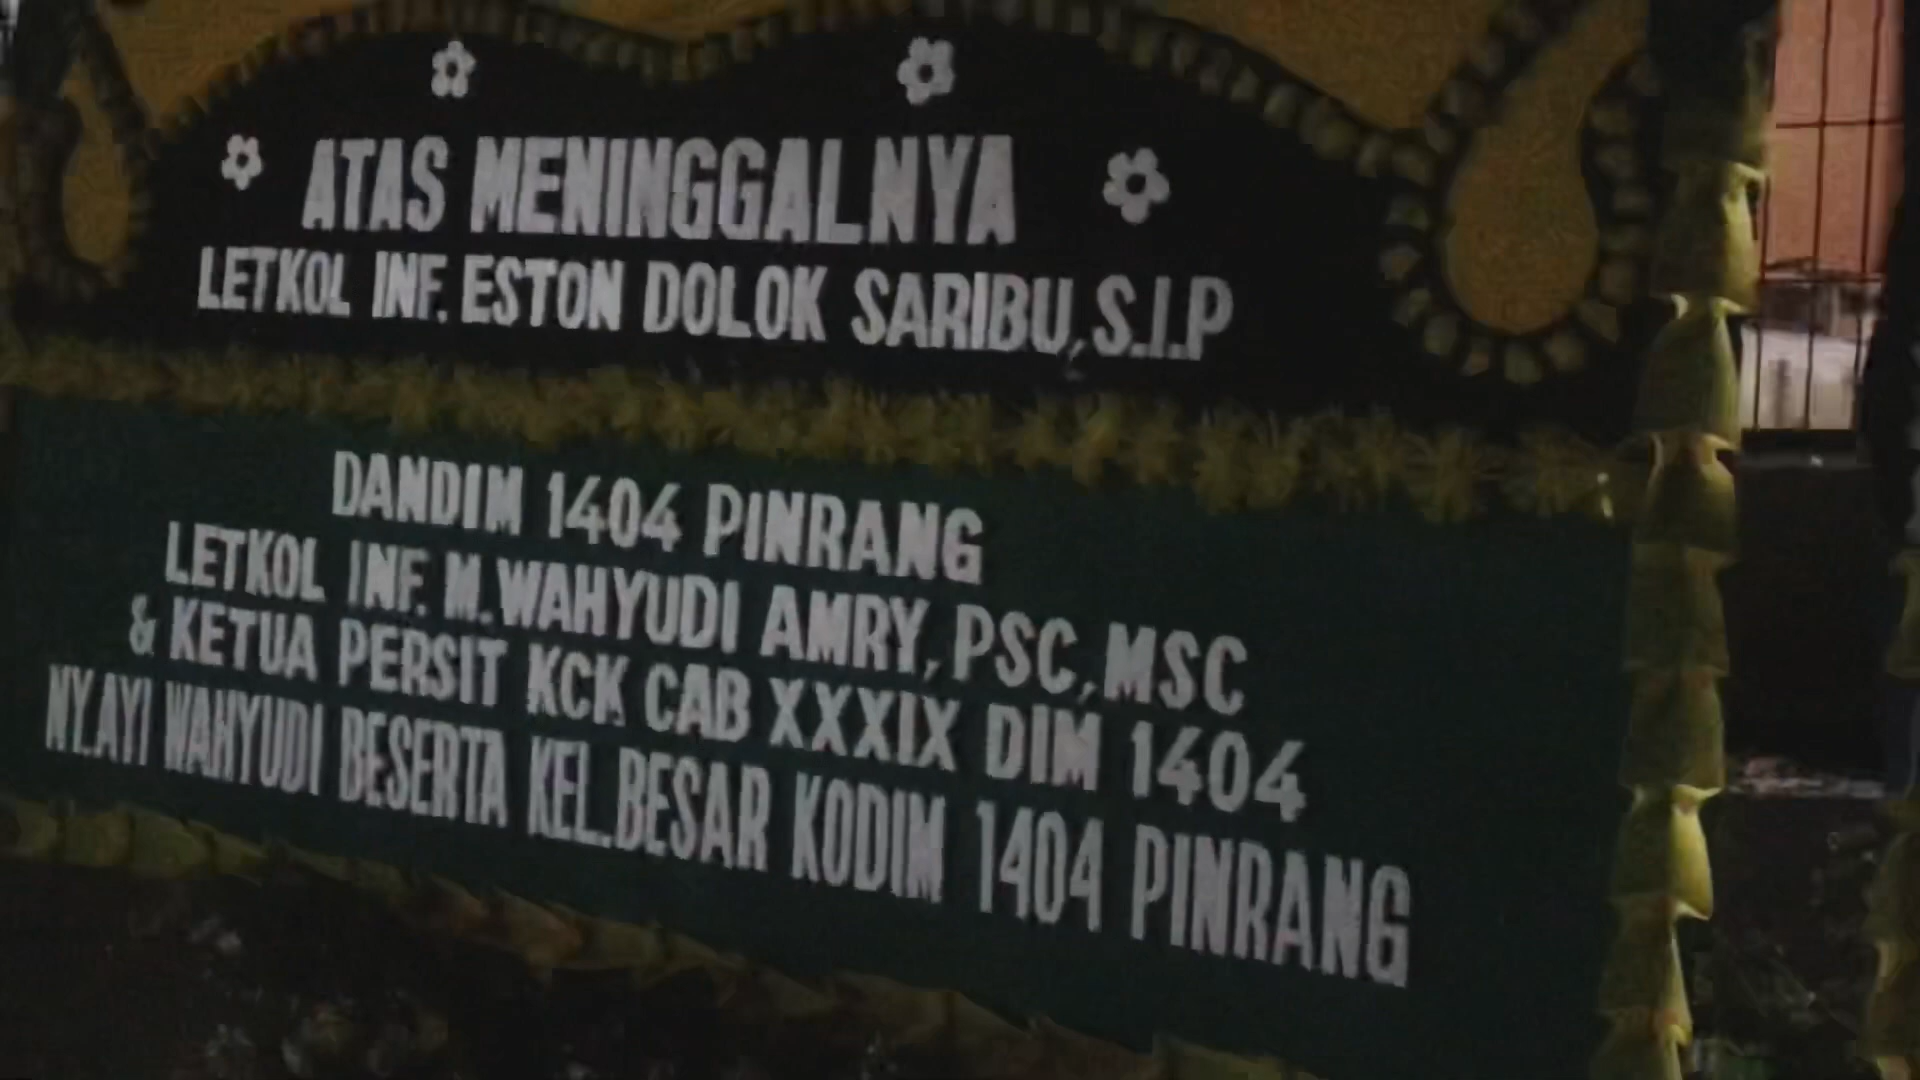 ATAS MENINGGALNYA
LETKOL INF. ESTON DOLOK SARIBU, S.I.P
DANDIM 1404 PINRANG
LETKOL INF. M. WAHYUDI AMRY, PSC, MSC
& KETUA PERSIT KCK CAB XXXIX DIM 1404
NY.AYI WAHYUDI BESERTA KEL.BESAR KODIM 1404 PINRANG